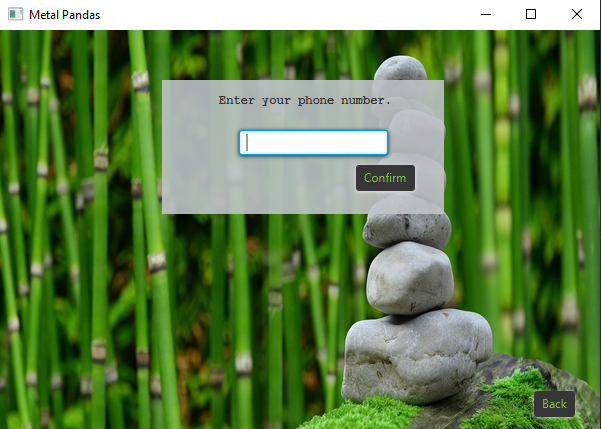 Metal Pandas
Enter your phone number.
Confirm
Back